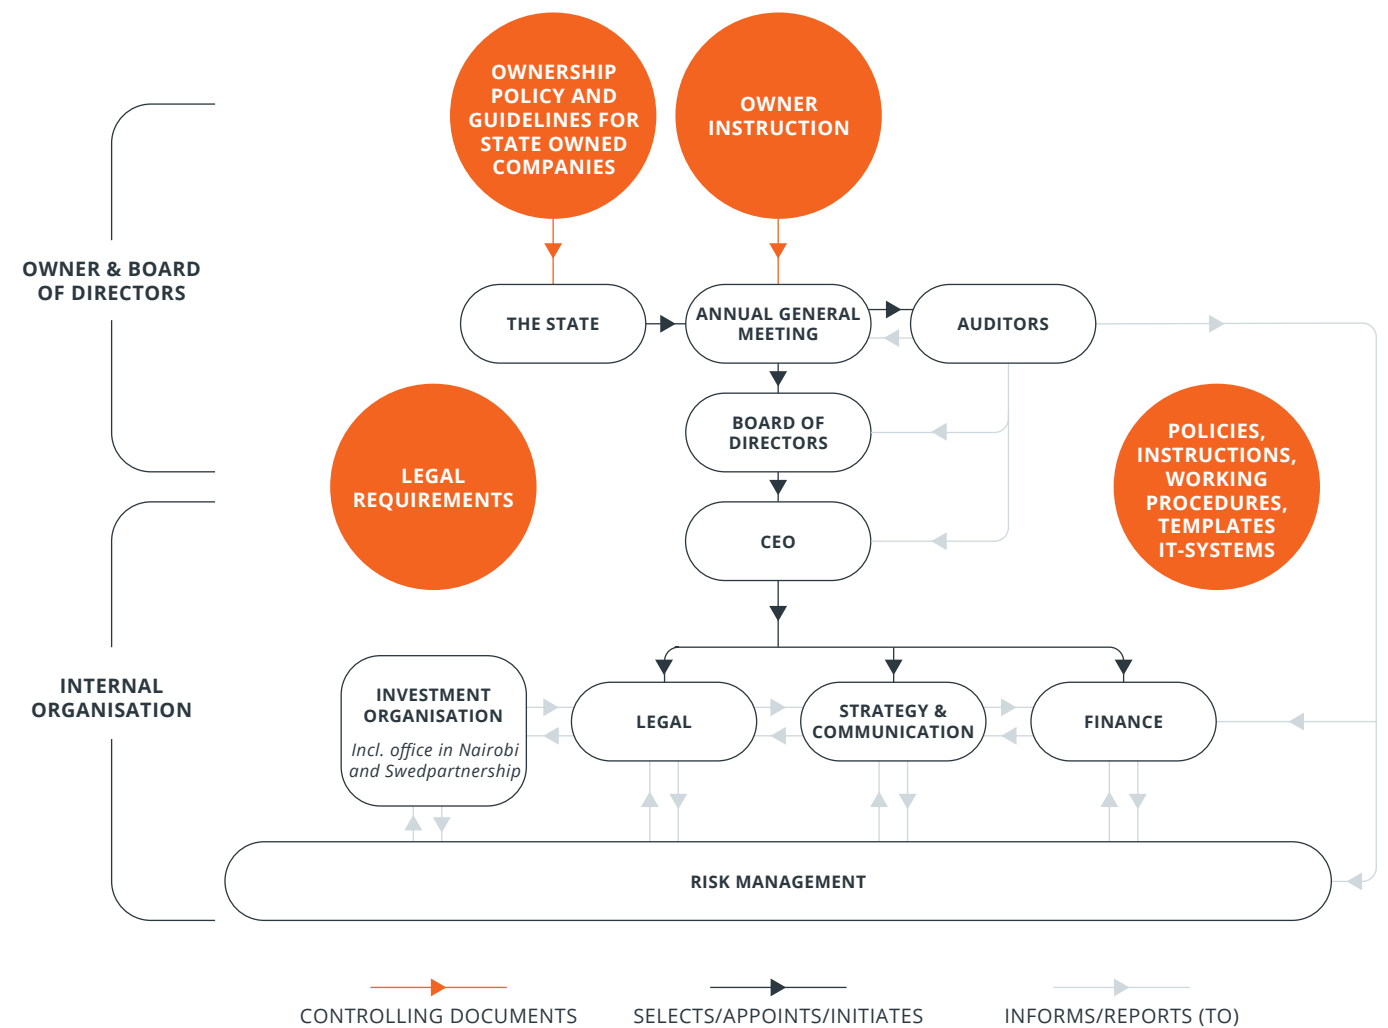 OWNERSHIP
POLICY AND
GUIDELINES FOR
STATE OWNED
COMPANIES
OWNER
INSTRUCTION
OWNER & BOARD
OF DIRECTORS
THE STATE
ANNUAL GENERAL
MEETING
AUDITORS
BOARD OF
DIRECTORS
LEGAL
REQUIREMENTS
POLICIES,
INSTRUCTIONS,
WORKING
PROCEDURES,
TEMPLATES
IT-SYSTEMS
CEO
INTERNAL
ORGANISATION
INVESTMENT
ORGANISATION
Incl. office in Nairobi
and Swedpartnership
LEGAL
STRATEGY &
COMMUNICATION
FINANCE
RISK MANAGEMENT
CONTROLLING DOCUMENTS
SELECTS/APPOINTS/INITIATES
INFORMS/REPORTS (TO)